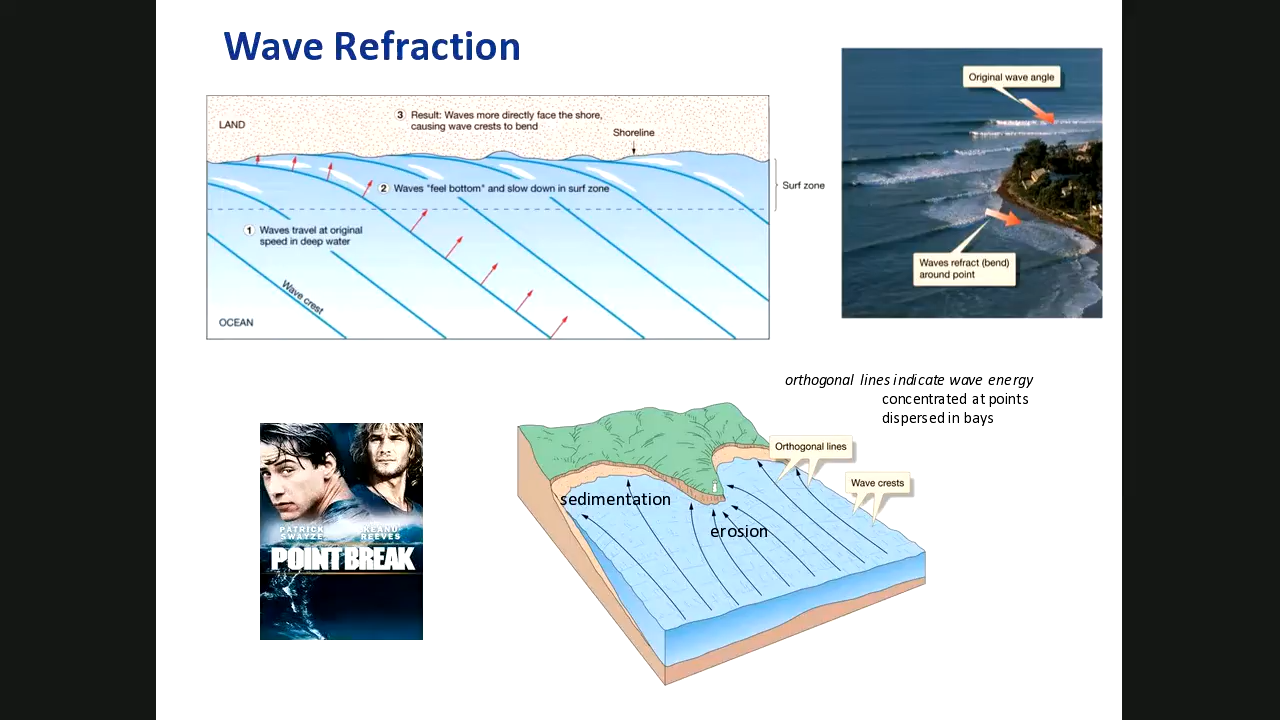 Wave Refraction
LAND
3 Result: Waves more directly face the shore,
causing wave crests to bend
Shoreline
2 Waves "feel bottom" and slow down in surf zone
Surf zone
1 Waves travel at original
speed in deep water
Wave crest
OCEAN
Original wave angle
Waves refract (bend)
around point
orthogonal lines indicate wave energy
concentrated at points
dispersed in bays
Orthogonal lines
Wave crests
sedimentation
erosion
PATRICK
SWAYZE
KEANU
REEVES
POINT BREAK